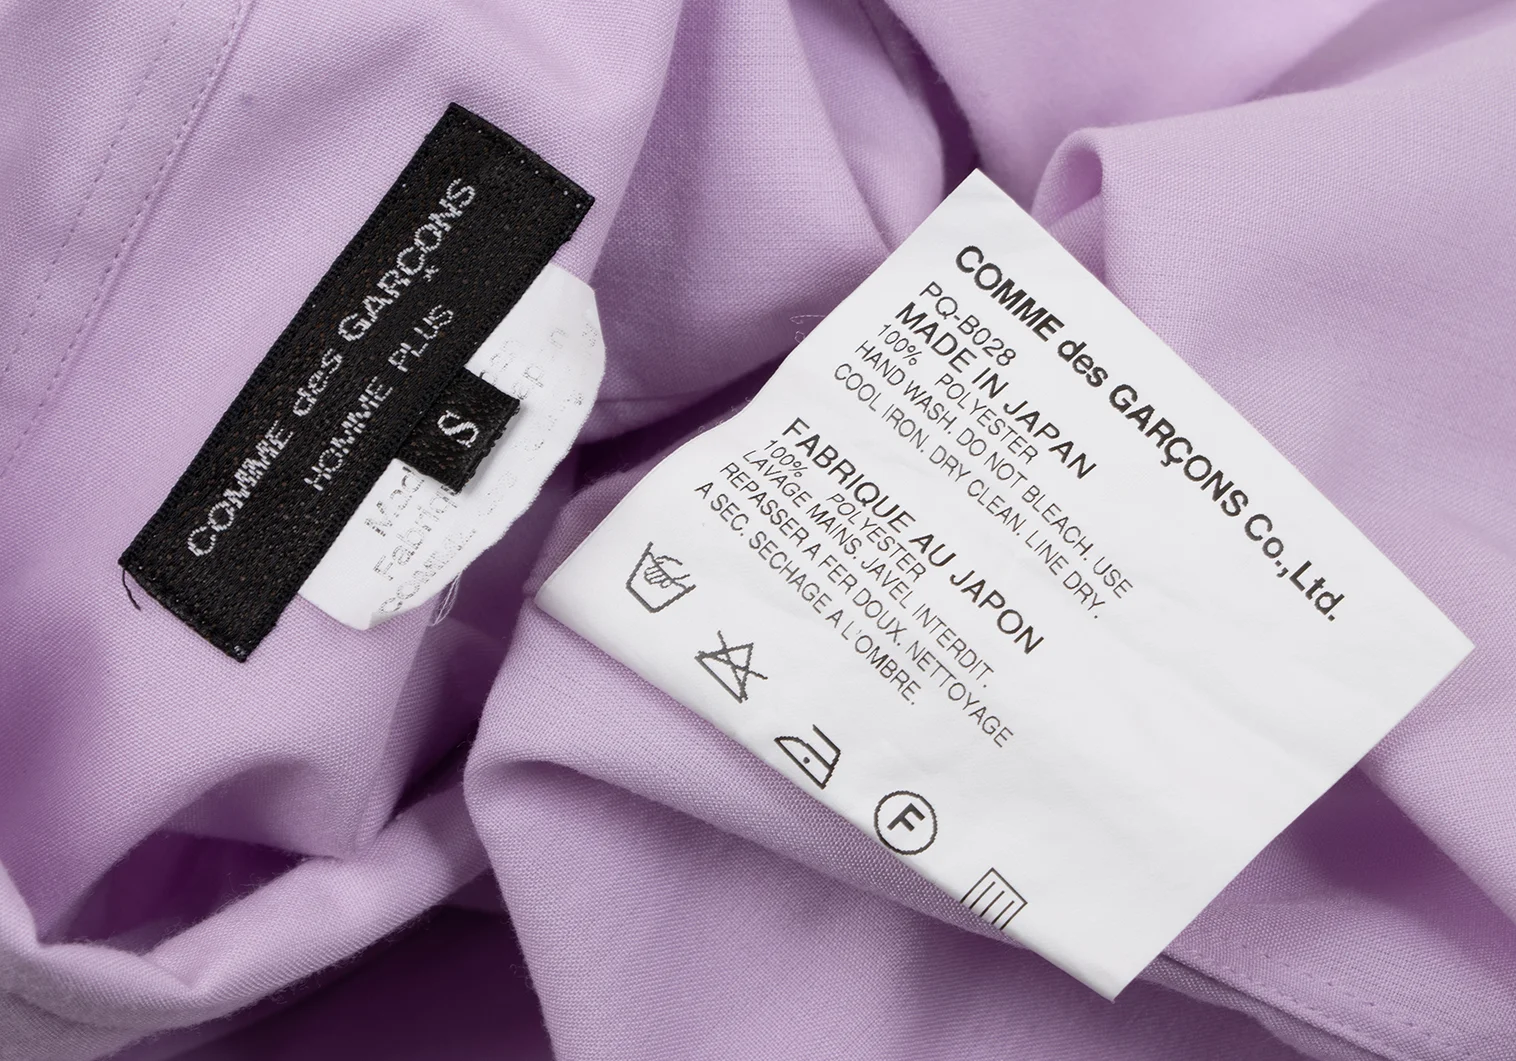 COMME des GARÇONS
HOMME PLUS
S
Fabriq
COMME des GARÇONS Co., Ltd.
PQ-B028
MADE IN JAPAN
100% POLYESTER
HAND WASH. DO NOT BLEACH. USE
COOL IRON. DRY CLEAN. LINE DRY.
FABRIQUE AU JAPON
100% POLYESTER
LAVAGE MAINS. JAVEL INTERDIT.
REPASSER A FER DOUX. NETTOYAGE
A SEC. SECHAGE A L'OMBRE.
F